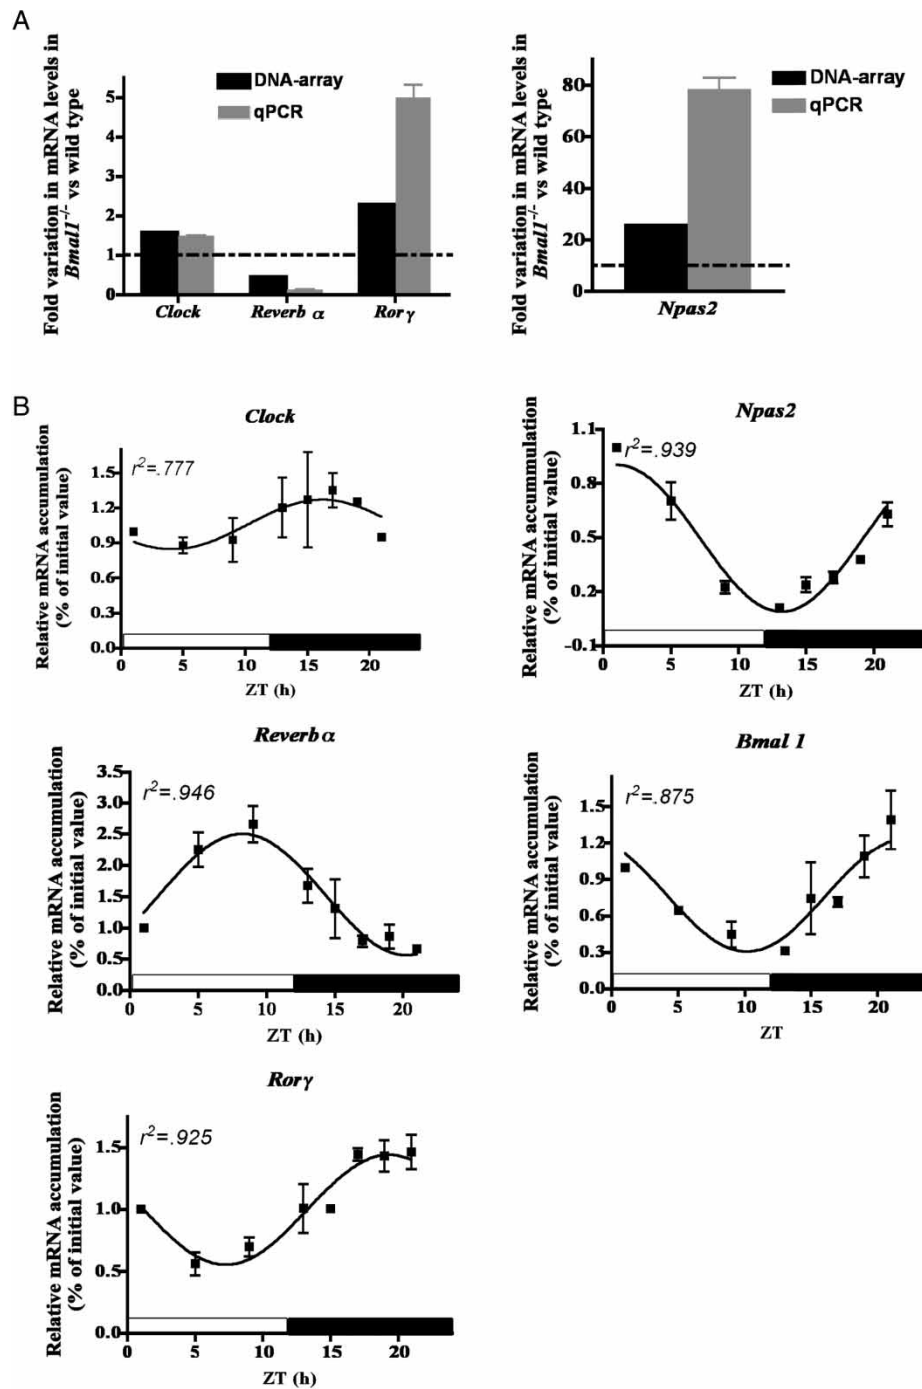 A
Fold variation in mRNA levels in
Bmal1-/- vs wild type
DNA-array
qPCR
5
4
3
2
1
0
Clock
Reverb α
Ror γ
Fold variation in mRNA levels in
Bmal1-/- vs wild type
DNA-array
qPCR
80
60
40
20
0
Npas2
B
Clock
Relative mRNA accumulation
(% of initial value)
r2=.777
1.5
1.2
0.9
0.6
0.3
0.0
0 5 10 15 20
ZT (h)
Npas2
Relative mRNA accummulation
(% of initial value)
r2=.939
1.1
0.8
0.5
0.2
-0.1
0 5 10 15 20
ZT (h)
Reverb α
Relative mRNA accumulation
(% of initial value)
r2=.946
3.5
3.0
2.5
2.0
1.5
1.0
0.5
0.0
0 5 10 15 20
ZT (h)
Bmal 1
Relative mRNA accumulation
(% of initial value)
r2=.875
1.5
1.2
0.9
0.6
0.3
0.0
0 5 10 15 20
ZT
Rorγ
Relative mRNA accumulation
(% of initial value)
r2=.925
1.5
1.0
0.5
0.0
0 5 10 15 20
ZT (h)